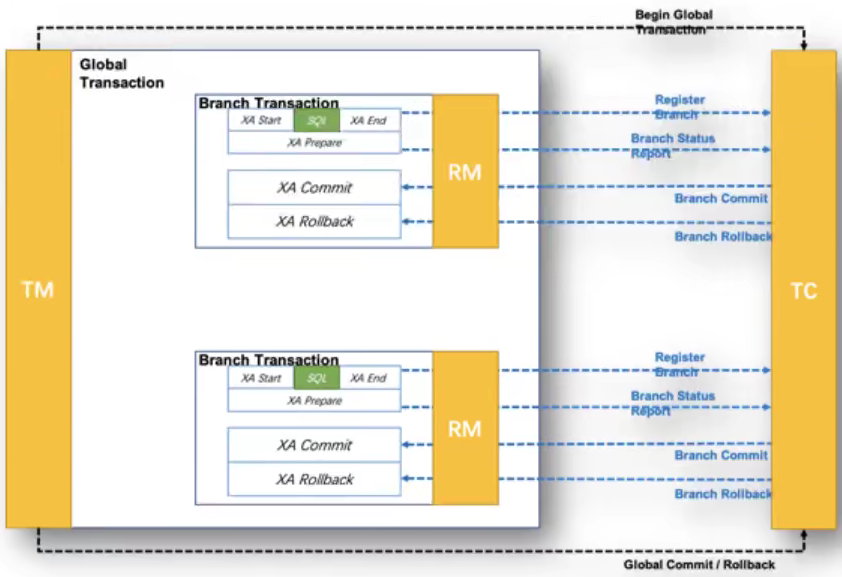 Begin Global
Transaction
Global
Transaction
Branch Transaction
XA Start
SQL
XA End
XA Prepare
XA Commit
XA Rollback
RM
Register
Branch
Branch Status
Report
Branch Commit
Branch Rollback
TM
TC
Branch Transaction
XA Start
SQL
XA End
XA Prepare
XA Commit
XA Rollback
RM
Register
Branch
Branch Status
Report
Branch Commit
Branch Rollback
Global Commit / Rollback